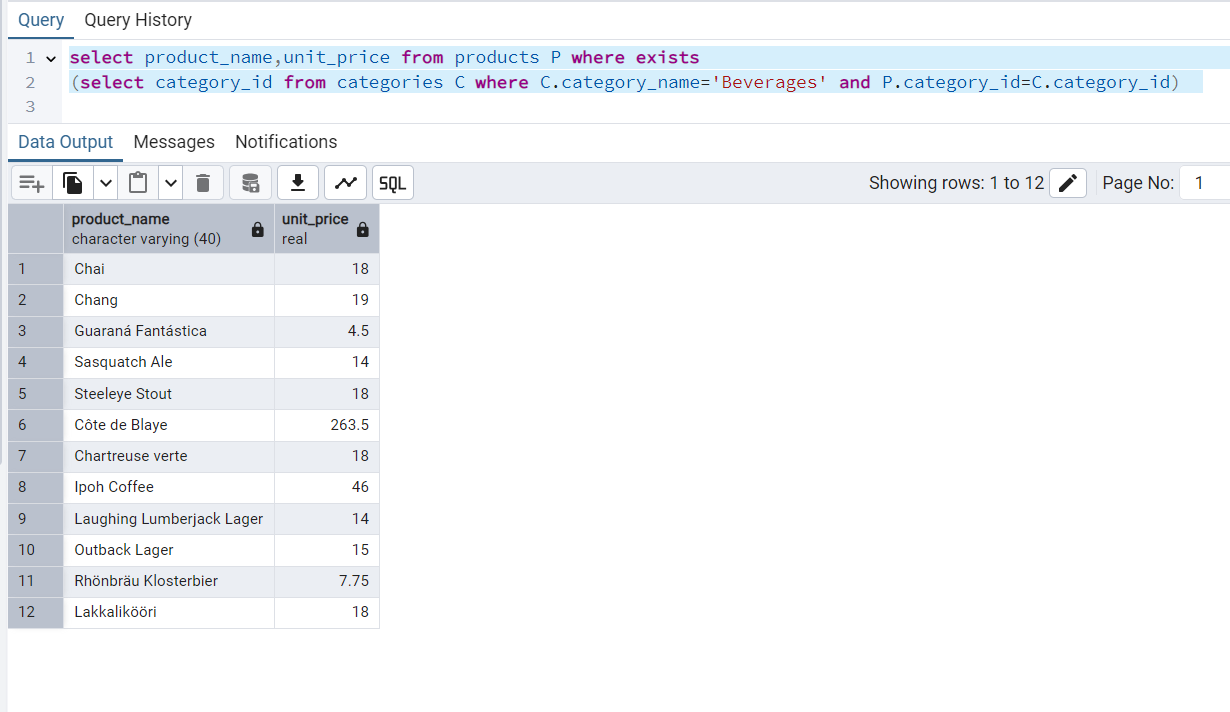 Query Query History
1 select product_name,unit_price from products P where exists
2 (select category_id from categories C where C.category_name='Beverages' and P.category_id=C.category_id)
3
Data Output Messages Notifications
SQL Showing rows: 1 to 12 Page No: 1
product_name unit_price
character varying (40) real
1 Chai 18
2 Chang 19
3 Guaraná Fantástica 4.5
4 Sasquatch Ale 14
5 Steeleye Stout 18
6 Côte de Blaye 263.5
7 Chartreuse verte 18
8 Ipoh Coffee 46
9 Laughing Lumberjack Lager 14
10 Outback Lager 15
11 Rhönbräu Klosterbier 7.75
12 Lakkalikööri 18